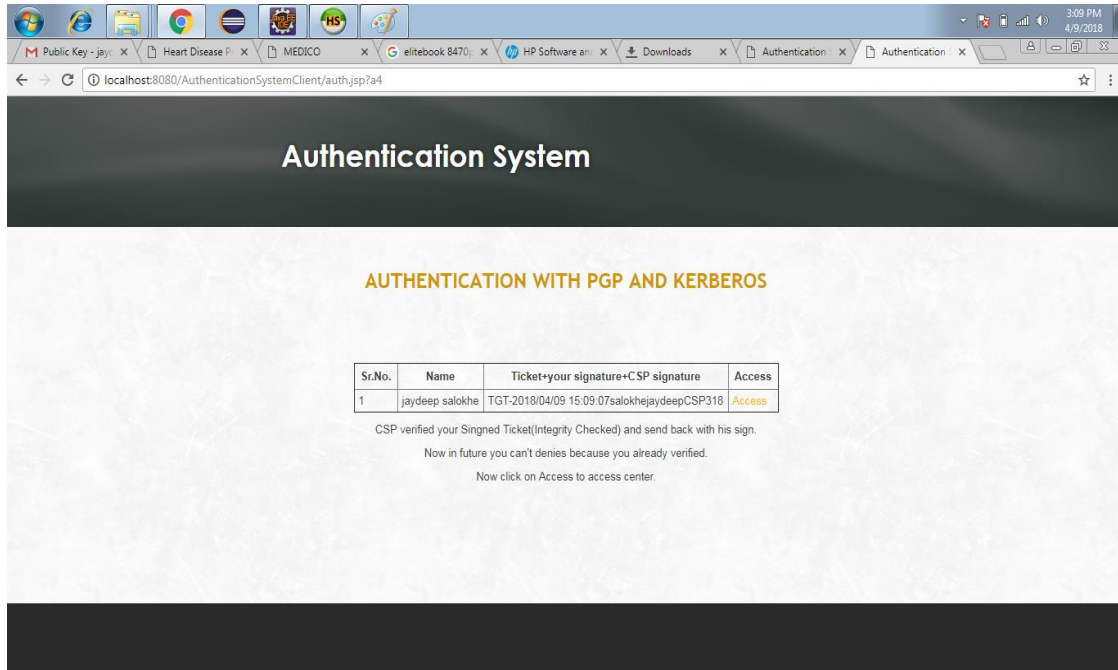 HS
3:09 PM
4/9/2018
Public Key - jayd
Heart Disease P
MEDICO
elitebook 8470p
HP Software an
Downloads
Authentication
Authentication
localhost:8080/AuthenticationSystemClient/auth.jsp?a4
Authentication System
AUTHENTICATION WITH PGP AND KERBEROS
Sr.No. Name Ticket+your signature+CSP signature Access
1 jaydeep salokhe TGT-2018/04/09 15:09:07salokhejaydeepCSP318 Access
CSP verified your Singned Ticket(Integrity Checked) and send back with his sign.
Now in future you can't denies because you already verified.
Now click on Access to access center.